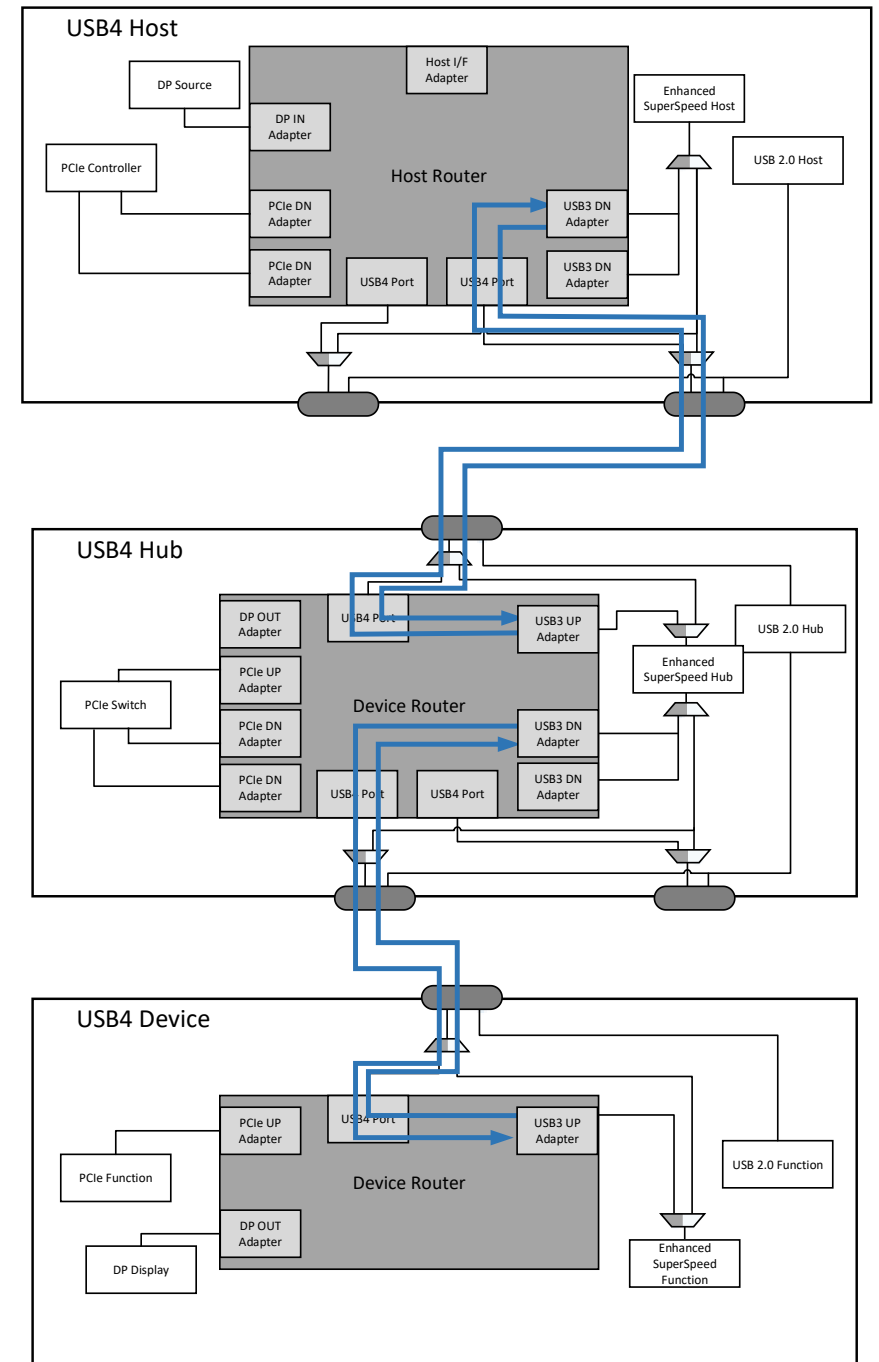 USB4 Host
Host I/F
Adapter
DP Source
Enhanced
SuperSpeed Host
DP IN
Adapter
USB 2.0 Host
PCIe Controller
Host Router
PCIe DN
Adapter
USB3 DN
Adapter
PCIe DN
Adapter
USB4 Port
USB4 Port
USB3 DN
Adapter
USB4 Hub
DP OUT
Adapter
USB4 Port
USB3 UP
Adapter
USB 2.0 Hub
PCIe UP
Adapter
Enhanced
SuperSpeed Hub
PCIe Switch
Device Router
PCIe DN
Adapter
USB3 DN
Adapter
PCIe DN
Adapter
USB4 Port
USB4 Port
USB3 DN
Adapter
USB4 Device
PCIe UP
Adapter
USB4 Port
USB3 UP
Adapter
PCIe Function
Device Router
USB 2.0 Function
DP OUT
Adapter
DP Display
Enhanced
SuperSpeed
Function